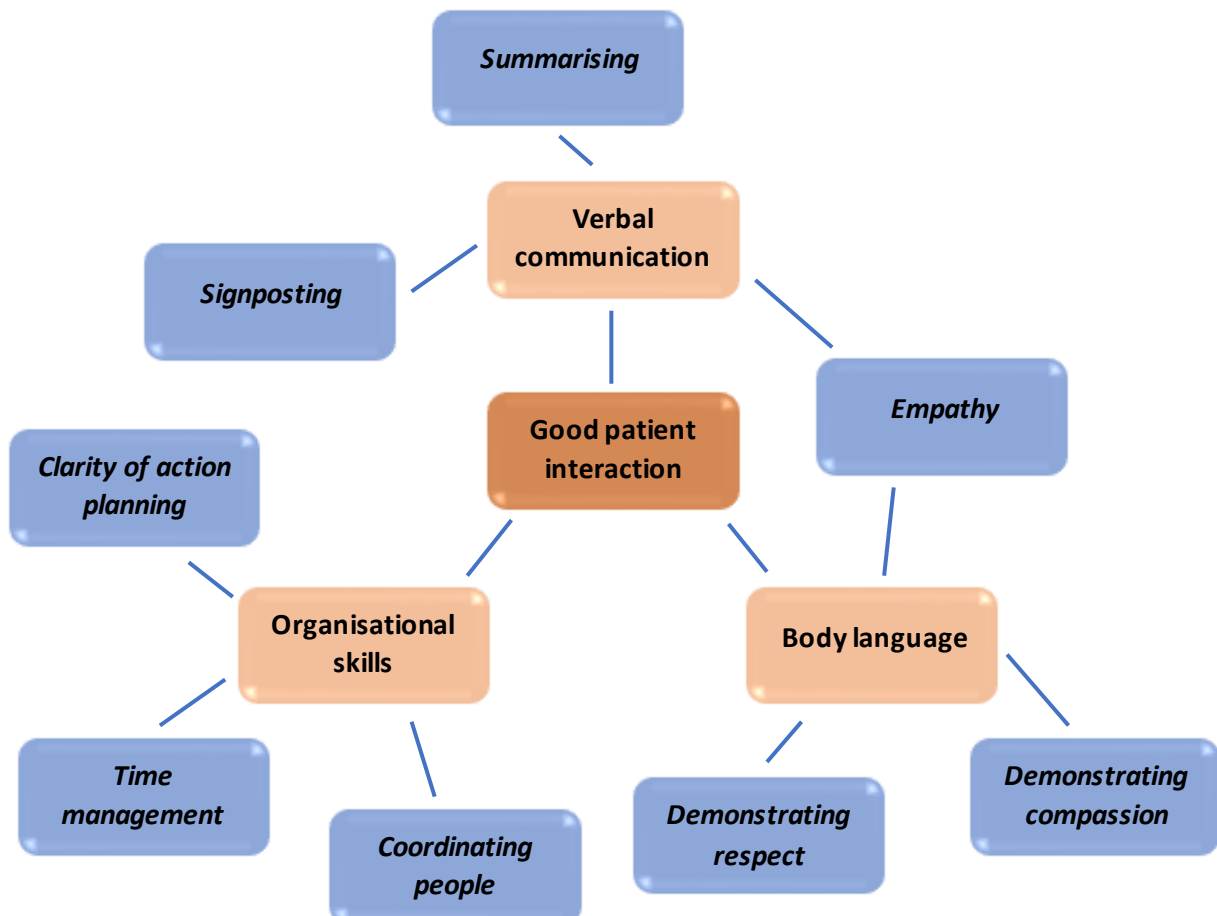 Summarising
Verbal
communication
Signposting
Good patient
interaction
Empathy
Clarity of action
planning
Organisational
skills
Body language
Time
management
Coordinating
people
Demonstrating
respect
Demonstrating
compassion